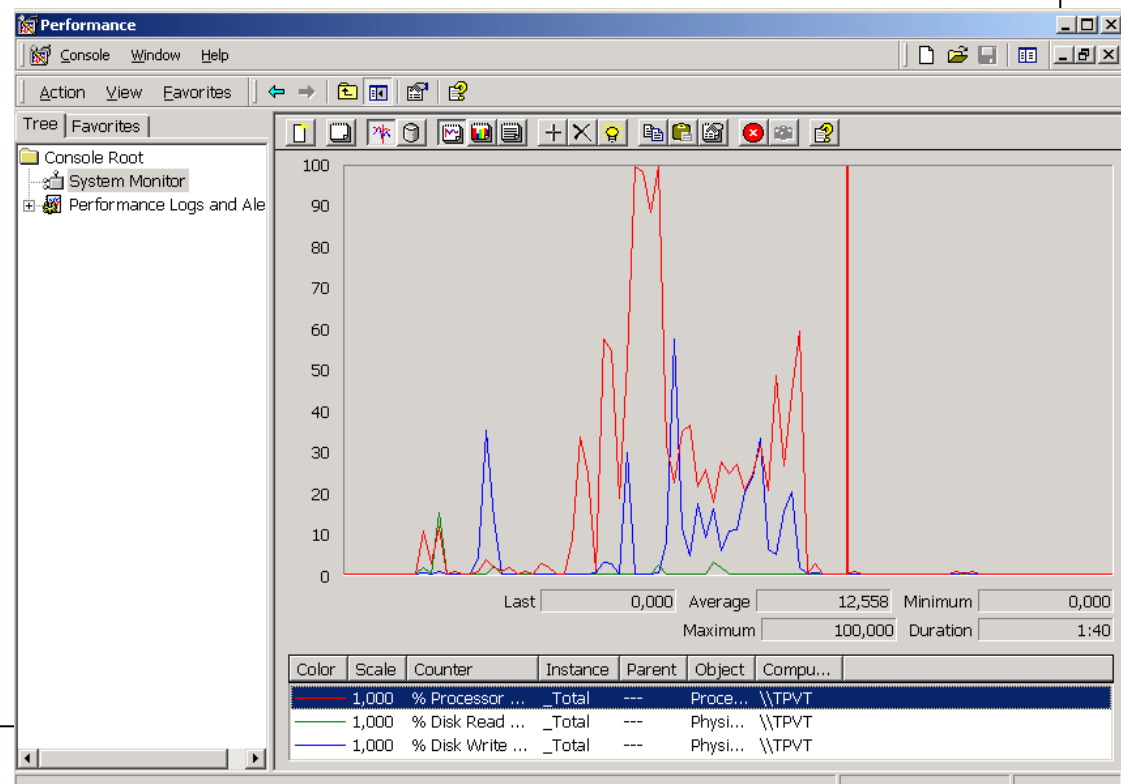 Performance
Console Window Help
Action View Favorites
Tree Favorites
Console Root
System Monitor
Performance Logs and Ale
100
90
80
70
60
50
40
30
20
10
0
Last 0,000 Average 12,558 Minimum 0,000
Maximum 100,000 Duration 1:40
Color Scale Counter Instance Parent Object Compu...
1,000 % Processor ... _Total --- Proce... \\TPVT
1,000 % Disk Read ... _Total --- Physi... \\TPVT
1,000 % Disk Write ... _Total --- Physi... \\TPVT